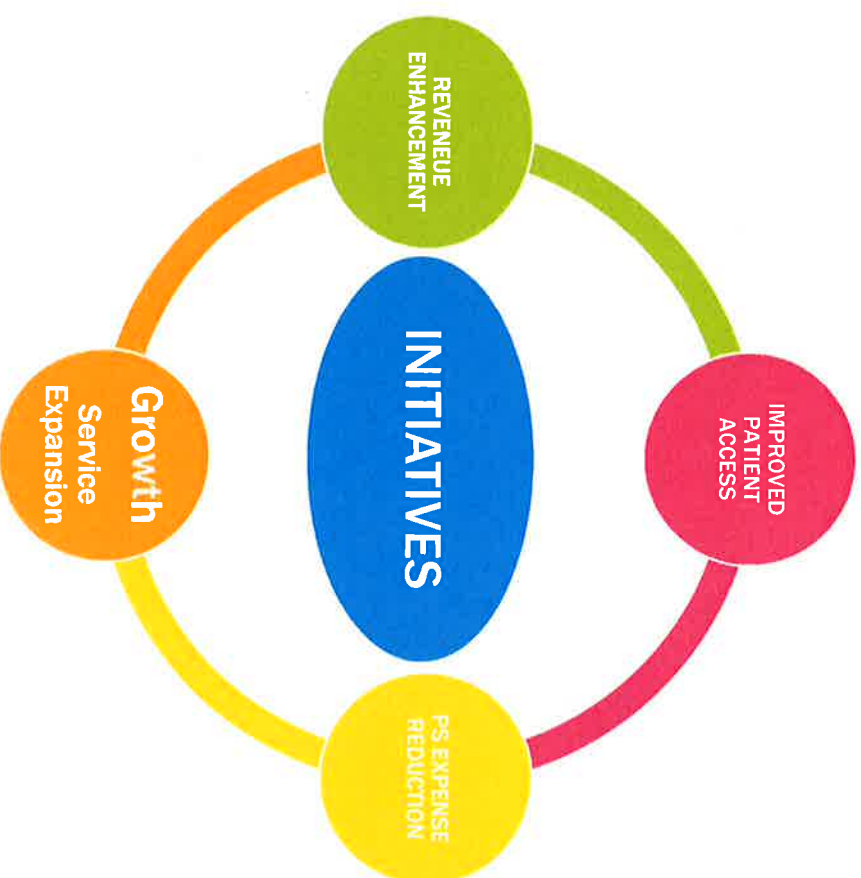 IMPROVED
PATIENT
ACCESS
REVENEUE
ENHANCEMENT
INITIATIVES
PS EXPENSE
REDUCTION
Growth
Service
Expansion